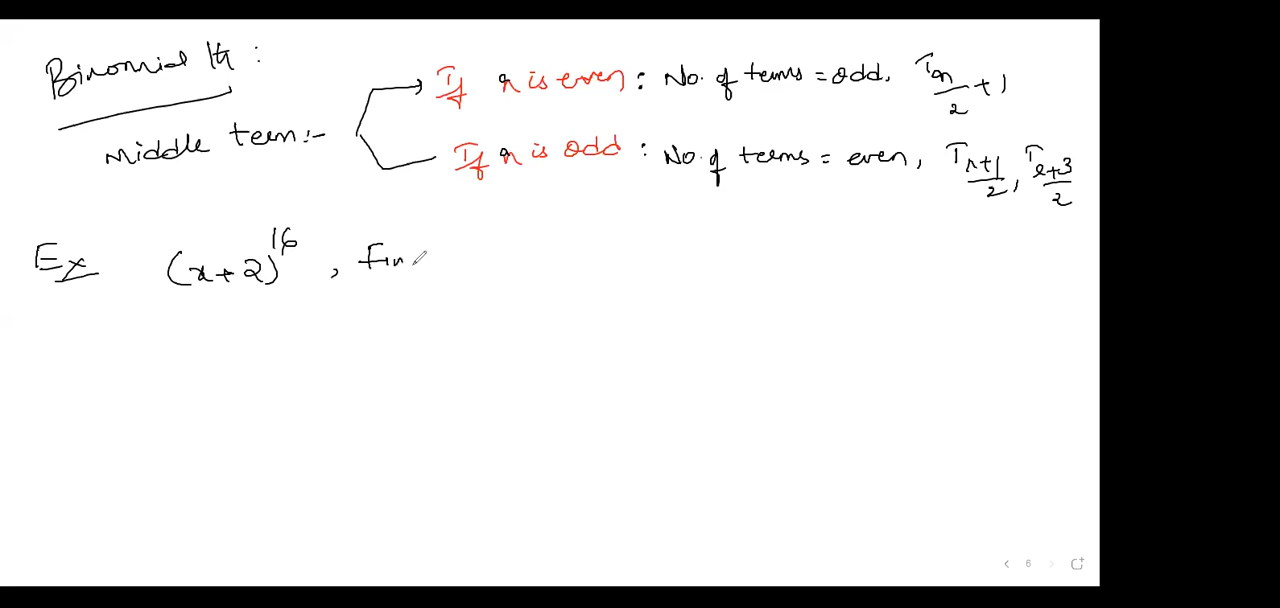 Binomial th :
Middle term :-
If n is even : No. of terms = odd, T n/2 + 1
If n is odd : No. of terms = even, T n+1/2, T n+3/2
Ex (x + 2)^16 , Fin
6